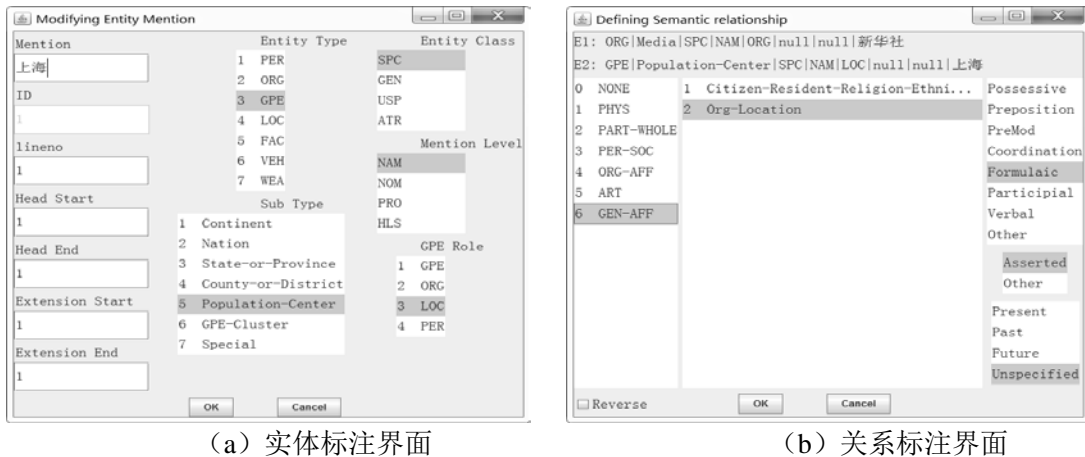 Modifying Entity Mention
Mention
上海
ID
1
lineno
1
Head Start
1
Head End
1
Extension Start
1
Extension End
1
Entity Type
1 PER
2 ORG
3 GPE
4 LOC
5 FAC
6 VEH
7 WEA
Sub Type
1 Continent
2 Nation
3 State-or-Province
4 County-or-District
5 Population-Center
6 GPE-Cluster
7 Special
Entity Class
SPC
GEN
USP
ATR
Mention Level
NAM
NOM
PRO
HLS
GPE Role
1 GPE
2 ORG
3 LOC
4 PER
OK
Cancel
（a）实体标注界面
Defining Semantic relationship
E1: ORG|Media|SPC|NAM|ORG|null|null|新华社
E2: GPE|Population-Center|SPC|NAM|LOC|null|null|上海
0 NONE
1 PHYS
2 PART-WHOLE
3 PER-SOC
4 ORG-AFF
5 ART
6 GEN-AFF
1 Citizen-Resident-Religion-Ethni...
2 Org-Location
Possessive
Preposition
PreMod
Coordination
Formulaic
Participial
Verbal
Other
Asserted
Other
Present
Past
Future
Unspecified
Reverse
OK
Cancel
（b）关系标注界面